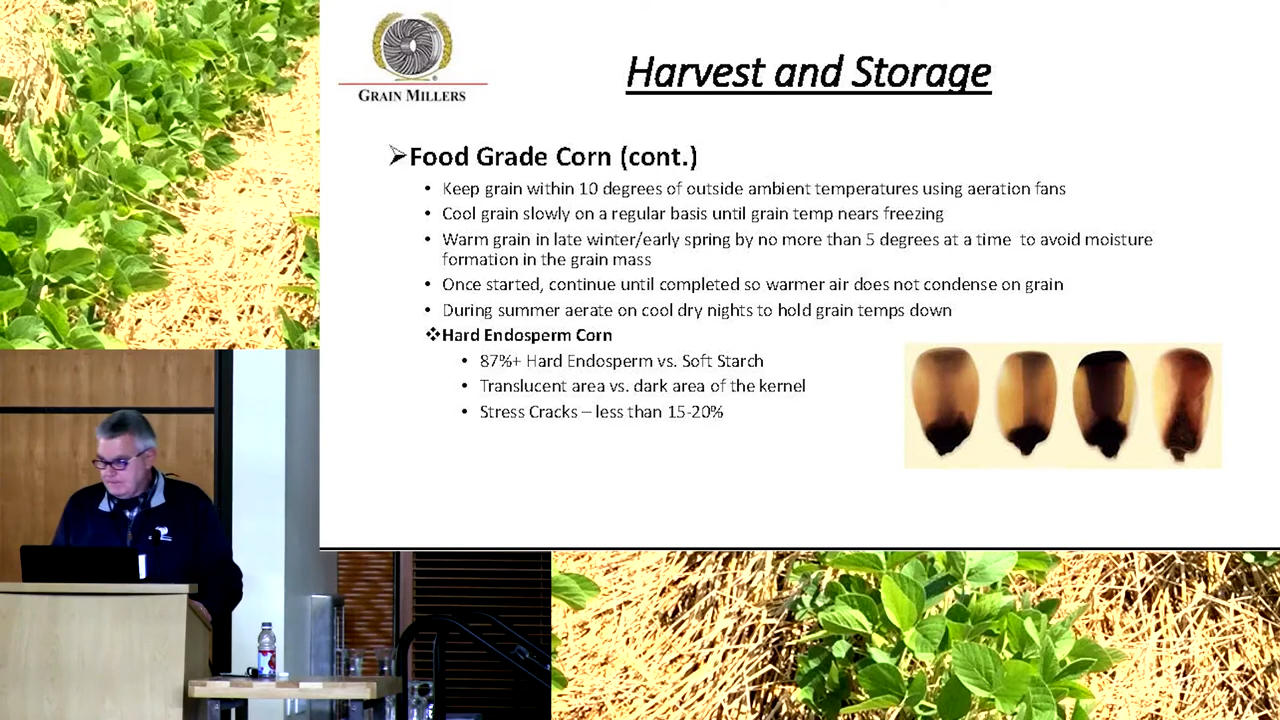 GRAIN MILLERS
Harvest and Storage
➢Food Grade Corn (cont.)
• Keep grain within 10 degrees of outside ambient temperatures using aeration fans
• Cool grain slowly on a regular basis until grain temp nears freezing
• Warm grain in late winter/early spring by no more than 5 degrees at a time to avoid moisture
formation in the grain mass
• Once started, continue until completed so warmer air does not condense on grain
• During summer aerate on cool dry nights to hold grain temps down
❖Hard Endosperm Corn
• 87%+ Hard Endosperm vs. Soft Starch
• Translucent area vs. dark area of the kernel
• Stress Cracks – less than 15-20%